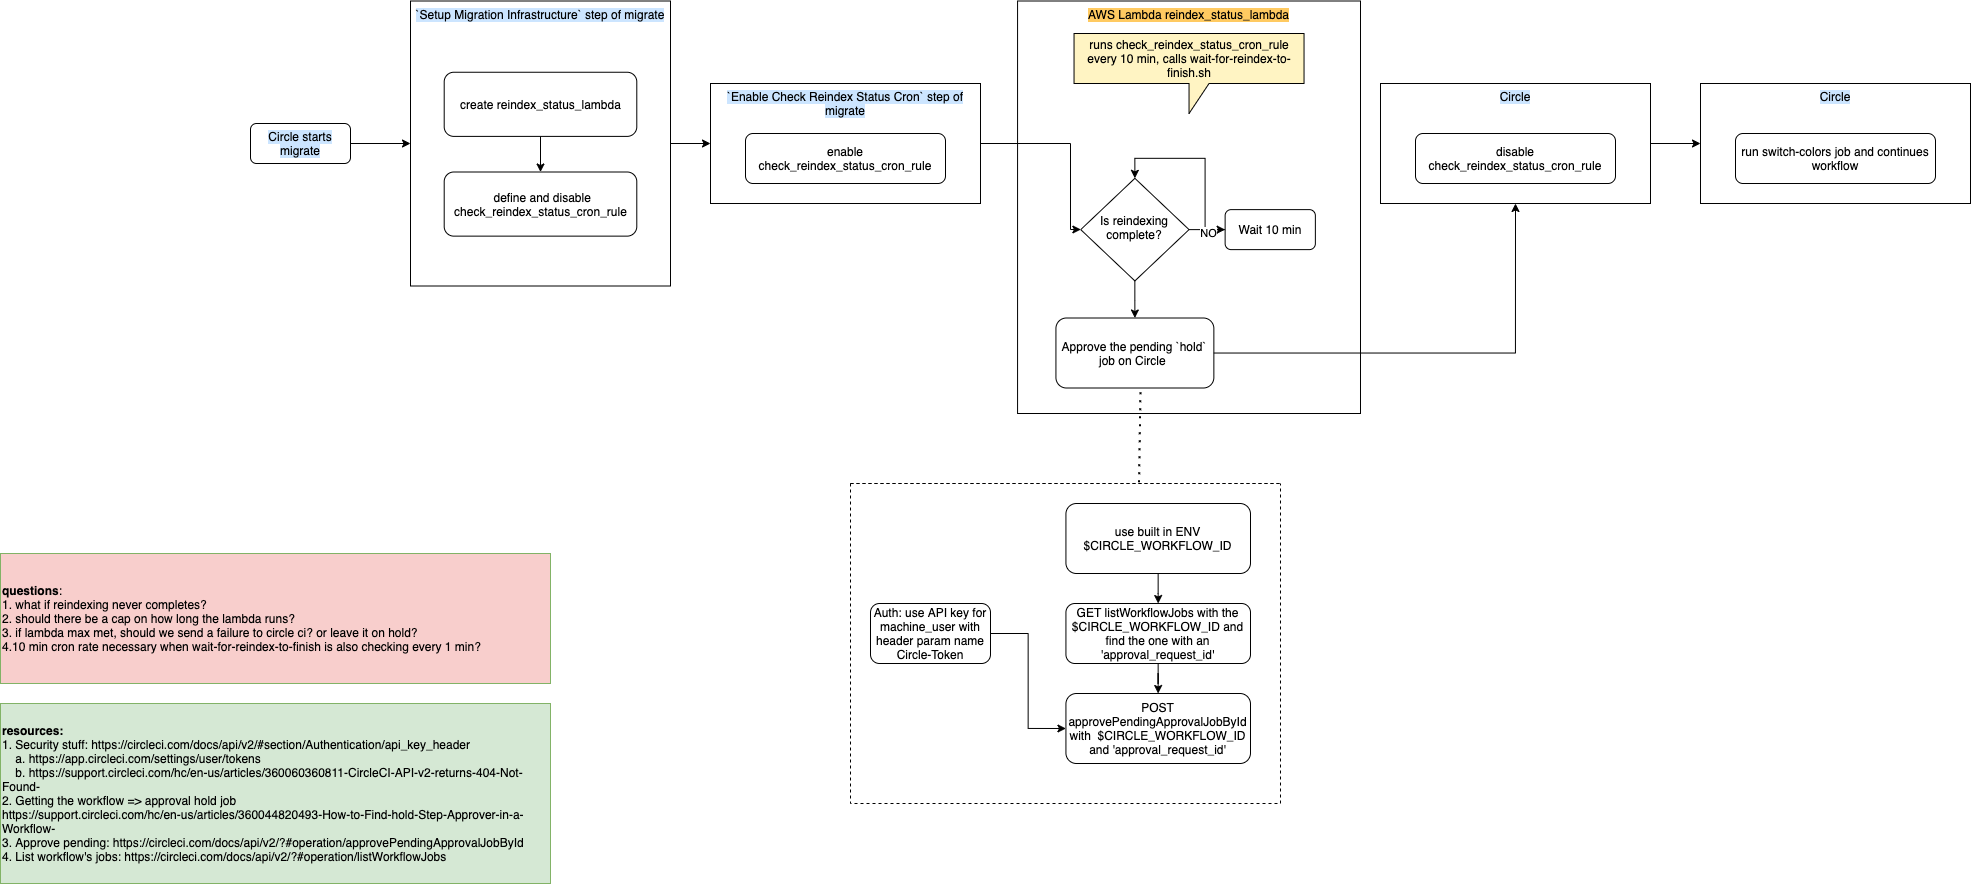 `Setup Migration Infrastructure` step of migrate
create reindex_status_lambda
define and disable
check_reindex_status_cron_rule
Circle starts
migrate
`Enable Check Reindex Status Cron` step of
migrate
enable
check_reindex_status_cron_rule
AWS Lambda reindex_status_lambda
runs check_reindex_status_cron_rule
every 10 min, calls wait-for-reindex-to-
finish.sh
Is reindexing
complete?
NO
Wait 10 min
Approve the pending `hold`
job on Circle
Circle
disable
check_reindex_status_cron_rule
Circle
run switch-colors job and continues
workflow
use built in ENV
$CIRCLE_WORKFLOW_ID
Auth: use API key for
machine_user with
header param name
Circle-Token
GET listWorkflowJobs with the
$CIRCLE_WORKFLOW_ID and
find the one with an
'approval_request_id'
POST
approvePendingApprovalJobById
with  $CIRCLE_WORKFLOW_ID
and 'approval_request_id'
questions:
1. what if reindexing never completes?
2. should there be a cap on how long the lambda runs?
3. if lambda max met, should we send a failure to circle ci? or leave it on hold?
4.10 min cron rate necessary when wait-for-reindex-to-finish is also checking every 1 min?
resources:
1. Security stuff: https://circleci.com/docs/api/v2/#section/Authentication/api_key_header
a. https://app.circleci.com/settings/user/tokens
b. https://support.circleci.com/hc/en-us/articles/360060360811-CircleCI-API-v2-returns-404-Not-
Found-
2. Getting the workflow => approval hold job
https://support.circleci.com/hc/en-us/articles/360044820493-How-to-Find-hold-Step-Approver-in-a-
Workflow-
3. Approve pending: https://circleci.com/docs/api/v2/?#operation/approvePendingApprovalJobById
4. List workflow's jobs: https://circleci.com/docs/api/v2/?#operation/listWorkflowJobs